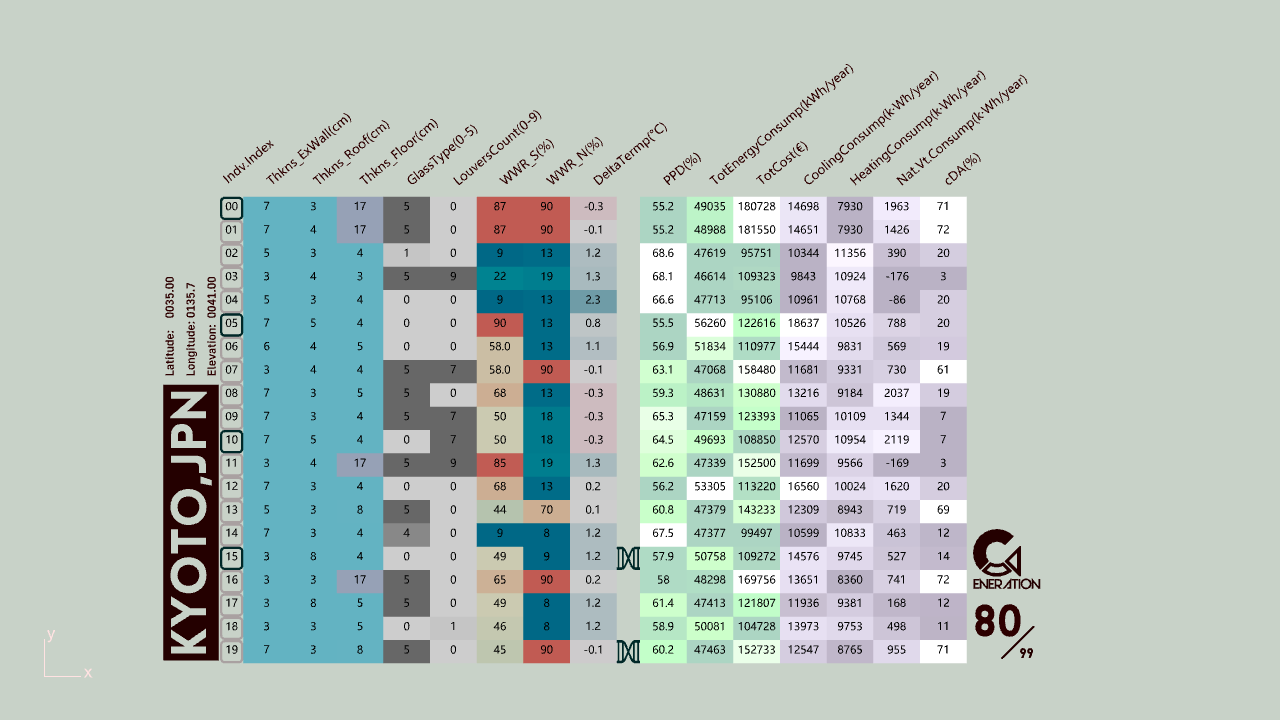 Indv.Index Thkns_ExWall(cm) Thkns_Roof(cm) Thkns_Floor(cm) GlassType(0-5) LouversCount(0-9) WWR_S(%) WWR_N(%) DeltaTermp(°C) PPD(%) TotEnergyConsump(kWh/year) TotCost(€) CoolingConsump(k·Wh/year) HeatingConsump(k·Wh/year) Nat.Vt.Consump(k·Wh/year) cDA(%)
00 7 3 17 5 0 87 90 -0.3 55.2 49035 180728 14698 7930 1963 71
01 7 4 17 5 0 87 90 -0.1 55.2 48988 181550 14651 7930 1426 72
02 5 3 4 1 0 9 13 1.2 68.6 47619 95751 10344 11356 390 20
03 3 4 3 5 9 22 19 1.3 68.1 46614 109323 9843 10924 -176 3
04 5 3 4 0 0 9 13 2.3 66.6 47713 95106 10961 10768 -86 20
05 7 5 4 0 0 90 13 0.8 55.5 56260 122616 18637 10526 788 20
06 6 4 5 0 0 58.0 13 1.1 56.9 51834 110977 15444 9831 569 19
07 3 4 4 5 7 58.0 90 -0.1 63.1 47068 158480 11681 9331 730 61
08 7 3 5 5 0 68 13 -0.3 59.3 48631 130880 13216 9184 2037 19
09 7 3 4 5 7 50 18 -0.3 65.3 47159 123393 11065 10109 1344 7
10 7 5 4 0 7 50 18 -0.3 64.5 49693 108850 12570 10954 2119 7
11 3 4 17 5 9 85 19 1.3 62.6 47339 152500 11699 9566 -169 3
12 7 3 4 0 0 68 13 0.2 56.2 53305 113220 16560 10024 1620 20
13 5 3 8 5 0 44 70 0.1 60.8 47379 143233 12309 8943 719 69
14 7 3 4 4 0 9 8 1.2 67.5 47377 99497 10599 10833 463 12
15 3 8 4 0 0 49 9 1.2 57.9 50758 109272 14576 9745 527 14
16 3 3 17 5 0 65 90 0.2 58 48298 169756 13651 8360 741 72
17 3 8 5 5 0 49 8 1.2 61.4 47413 121807 11936 9381 168 12
18 3 3 5 0 1 46 8 1.2 58.9 50081 104728 13973 9753 498 11
19 7 3 8 5 0 45 90 -0.1 60.2 47463 152733 12547 8765 955 71
Latitude: 0035.00
Longitude: 0135.7
Elevation: 0041.00
KYOTO,JPN
GENERATION
80/99
y
x